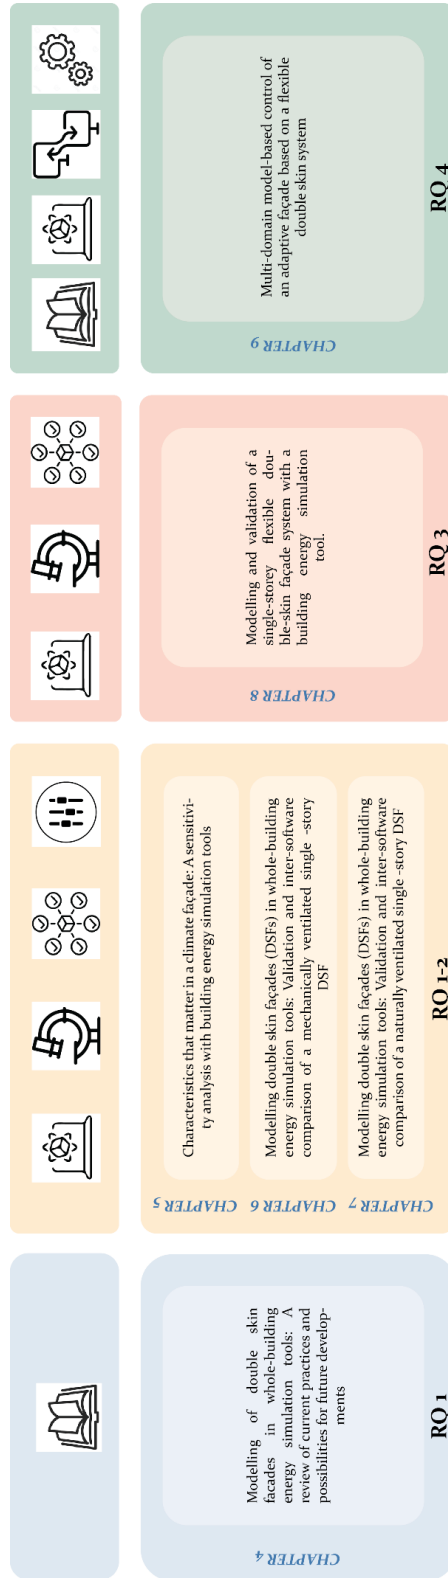 CHAPTER 4
Modelling of double skin
facades in whole-building
energy simulation tools: A
review of current practices and
possibilities for future develop-
ments
RQ 1
CHAPTER 5
Characteristics that matter in a climate façade: A sensitivi-
ty analysis with building energy simulation tools
CHAPTER 6
Modelling double skin façades (DSFs) in whole-building
energy simulation tools: Validation and inter-software
comparison of a mechanically ventilated single -story
DSF
CHAPTER 7
Modelling double skin façades (DSFs) in whole-building
energy simulation tools: Validation and inter-software
comparison of a naturally ventilated single -story DSF
RQ 1-2
CHAPTER 8
Modelling and validation of a
single-storey flexible dou-
ble-skin façade system with a
building energy simulation
tool.
RQ 3
CHAPTER 9
Multi-domain model-based control of
an adaptive façade based on a flexible
double skin system
RQ 4